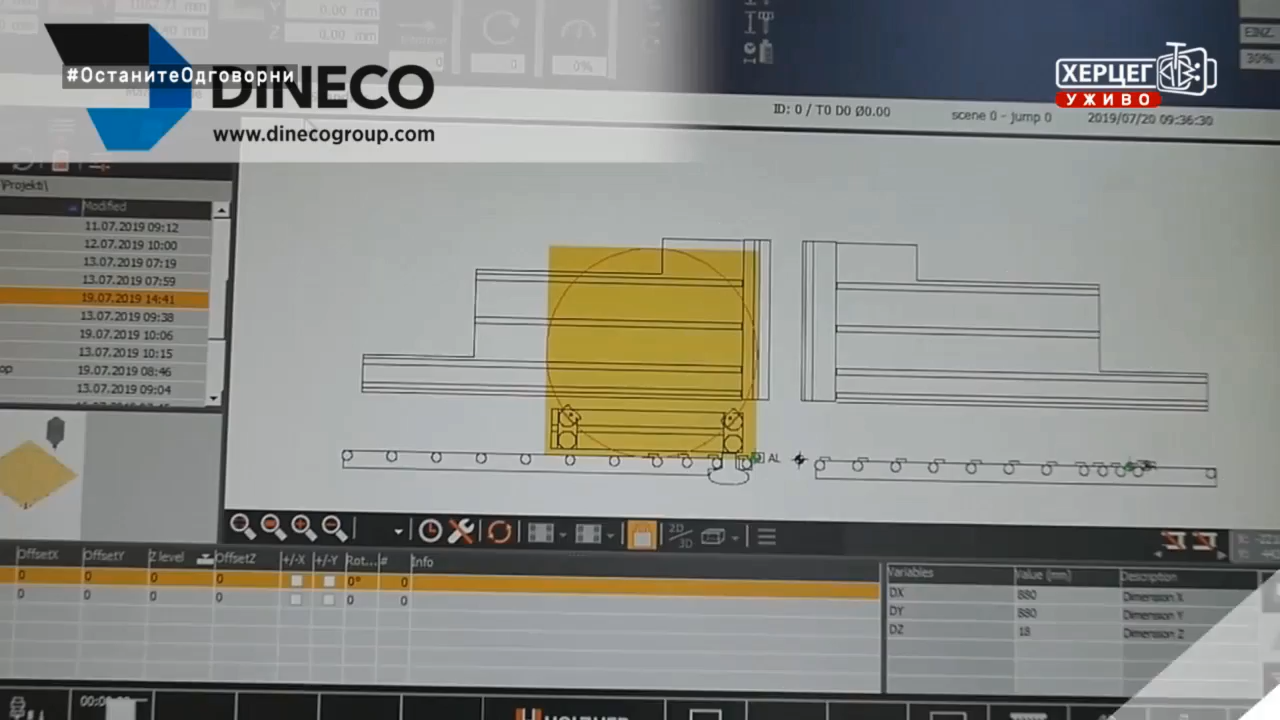 mm
0.00 mm
Z
0.00 mm
EINZ.
30%
0
0
0%
#ОстанитеОдговорни
DINECO
www.dinecogroup.com
ХЕРЦЕГ
УЖИВО
ID: 0 / T0 D0 Ø0.00
scene 0 - jump 0
2019/07/20 09:36:30
\Projekti\
Modified
11.07.2019 09:12
12.07.2019 10:00
13.07.2019 07:19
13.07.2019 07:59
19.07.2019 14:41
13.07.2019 09:38
19.07.2019 10:06
13.07.2019 10:15
19.07.2019 08:46
13.07.2019 09:04
AL
2D
3D
OffsetX OffsetY Z level OffsetZ +/-X +/-Y Rot... # Info
0 0 0 0 0° 0
0 0 0 0 0 0
Variables Value [mm] Description
DX 880 Dimension X
DY 880 Dimension Y
DZ 18 Dimension Z